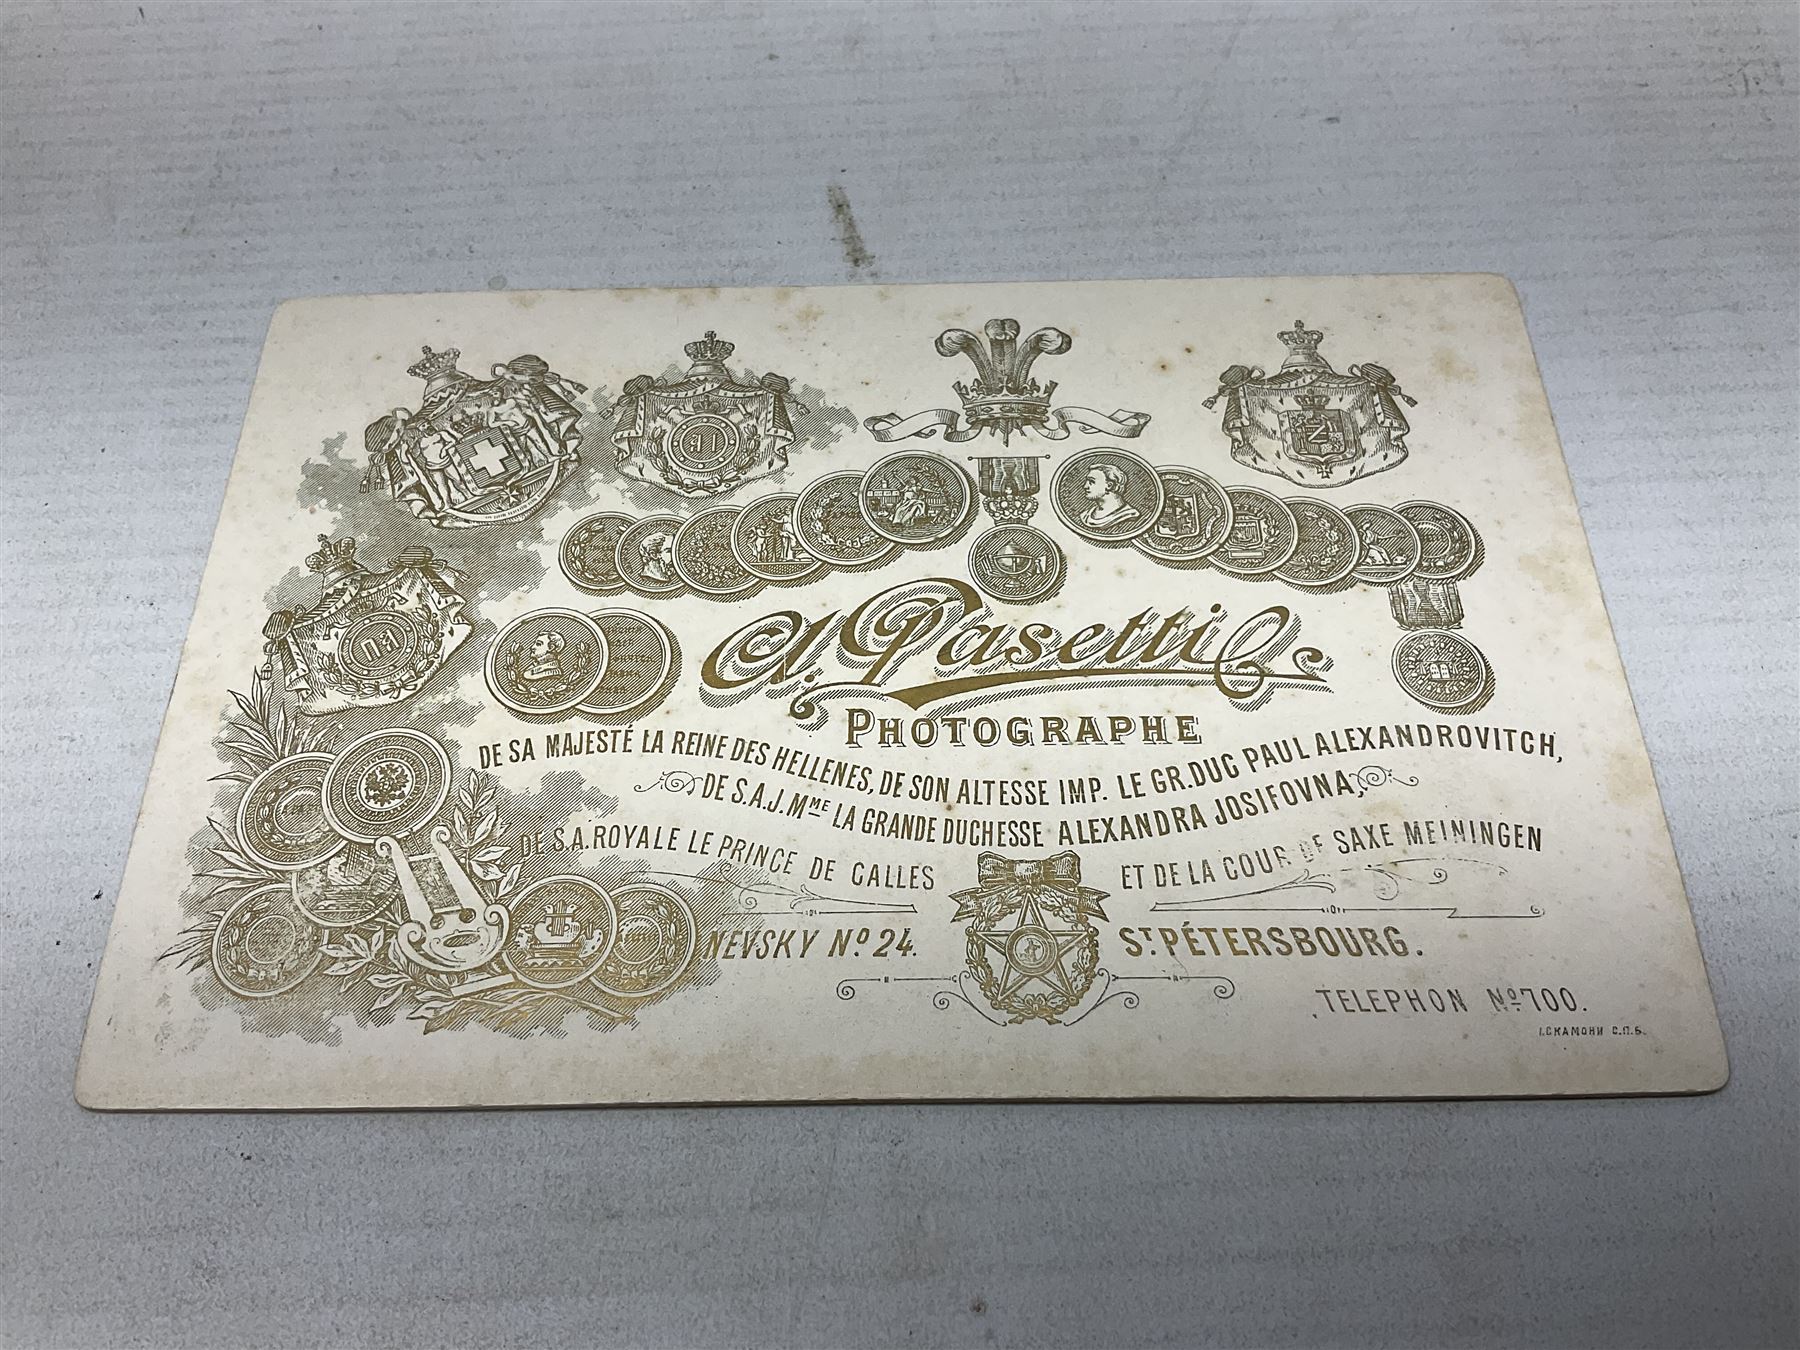 A. Pasetti
PHOTOGRAPHE
DE SA MAJESTÉ LA REINE DES HELLENES, DE SON ALTESSE IMP. LE GR. DUC PAUL ALEXANDROVITCH,
DE S.A.J. Mme LA GRANDE DUCHESSE ALEXANDRA JOSIFOVNA,
DE S.A. ROYALE LE PRINCE DE GALLES ET DE LA COUR DE SAXE MEININGEN
NEVSKY No 24. ST PÉTERSBOURG.
TELEPHON No 700.
І.СКАМОНИ С.П.Б.